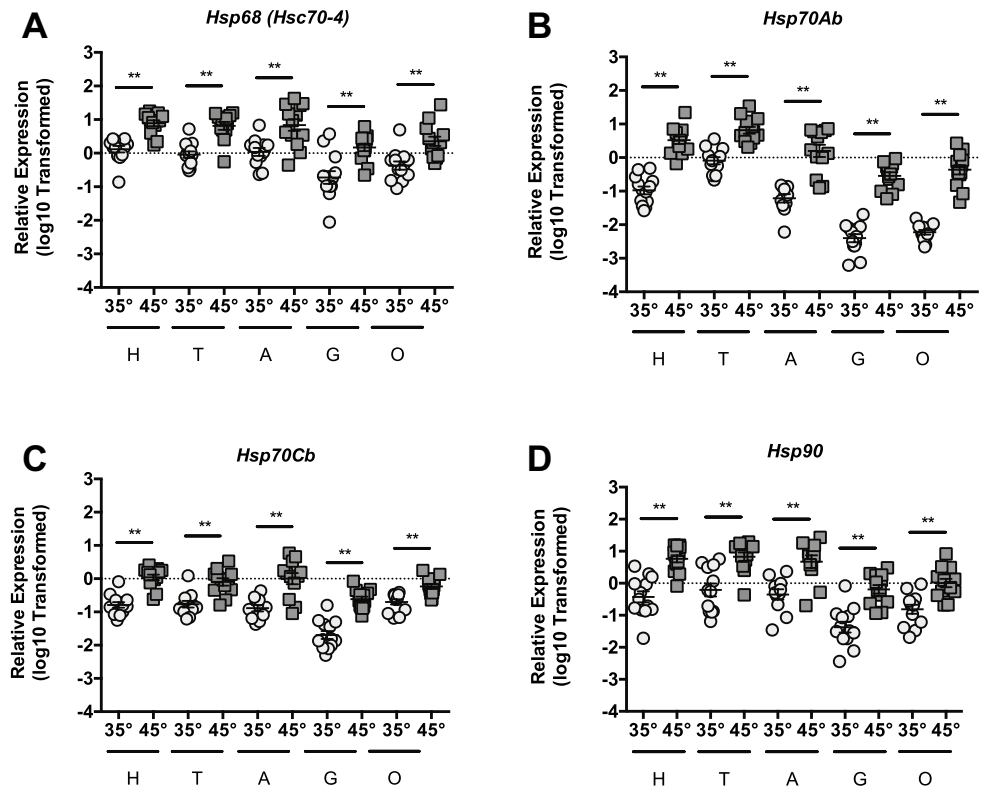 A
Hsp68 (Hsc70-4)
Relative Expression
(log10 Transformed)
3
2
1
0
-1
-2
-3
-4
** ** ** ** **
35° 45° 35° 45° 35° 45° 35° 45° 35° 45°
H T A G O
B
Hsp70Ab
Relative Expression
(log10 Transformed)
3
2
1
0
-1
-2
-3
-4
** ** ** ** **
35° 45° 35° 45° 35° 45° 35° 45° 35° 45°
H T A G O
C
Hsp70Cb
Relative Expression
(log10 Transformed)
3
2
1
0
-1
-2
-3
-4
** ** ** ** **
35° 45° 35° 45° 35° 45° 35° 45° 35° 45°
H T A G O
D
Hsp90
Relative Expression
(log10 Transformed)
3
2
1
0
-1
-2
-3
-4
** ** ** ** **
35° 45° 35° 45° 35° 45° 35° 45° 35° 45°
H T A G O